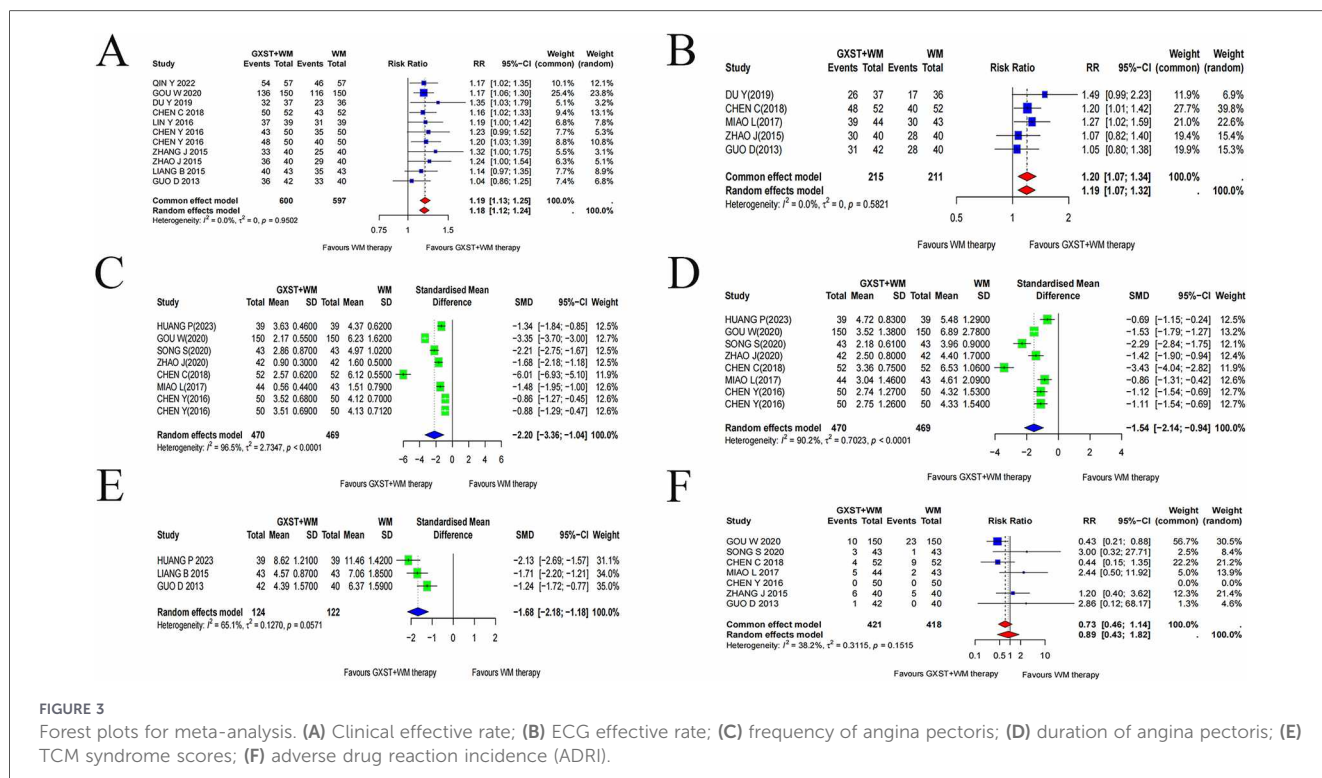 A
GXST+WM WM Weight Weight
Study Events Total Events Total Risk Ratio RR 95%-CI (common) (random)
QIN Y 2022 54 57 46 57 1.17 [1.02; 1.35] 10.1% 12.1%
GOU W 2020 136 150 116 150 1.17 [1.06; 1.30] 25.4% 23.8%
DU Y 2019 32 37 23 36 1.35 [1.03; 1.79] 5.1% 3.2%
CHEN C 2018 50 52 43 52 1.16 [1.02; 1.33] 9.4% 13.1%
LIN Y 2016 37 39 31 39 1.19 [1.00; 1.42] 6.8% 7.8%
CHEN Y 2016 43 50 35 50 1.23 [0.99; 1.52] 7.7% 5.3%
CHEN Y 2016 48 50 40 50 1.20 [1.03; 1.39] 8.8% 10.8%
ZHANG J 2015 33 40 25 40 1.32 [1.00; 1.75] 5.5% 3.1%
ZHAO J 2015 36 40 29 40 1.24 [1.00; 1.54] 6.3% 5.1%
LIANG B 2015 40 43 35 43 1.14 [0.97; 1.35] 7.7% 8.9%
GUO D 2013 36 42 33 40 1.04 [0.86; 1.25] 7.4% 6.8%
Common effect model 600 597 1.19 [1.13; 1.25] 100.0% .
Random effects model 1.18 [1.12; 1.24] . 100.0%
Heterogeneity: I² = 0.0%, τ² = 0, p = 0.9502
0.75 1 1.5
Favours WM therapy Favours GXST+WM therapy
B
GXST+WM WM Weight Weight
Study Events Total Events Total Risk Ratio RR 95%-CI (common) (random)
DU Y(2019) 26 37 17 36 1.49 [0.99; 2.23] 11.9% 6.9%
CHEN C(2018) 48 52 40 52 1.20 [1.01; 1.42] 27.7% 39.8%
MIAO L(2017) 39 44 30 43 1.27 [1.02; 1.59] 21.0% 22.6%
ZHAO J(2015) 30 40 28 40 1.07 [0.82; 1.40] 19.4% 15.4%
GUO D(2013) 31 42 28 40 1.05 [0.80; 1.38] 19.9% 15.3%
Common effect model 215 211 1.20 [1.07; 1.34] 100.0% .
Random effects model 1.19 [1.07; 1.32] . 100.0%
Heterogeneity: I² = 0.0%, τ² = 0, p = 0.5821
0.5 1 2
Favours WM thearpy Favours GXST+WM therapy
C
GXST+WM WM Standardised Mean
Study Total Mean SD Total Mean SD Difference SMD 95%-CI Weight
HUANG P(2023) 39 3.63 0.4600 39 4.37 0.6200 −1.34 [−1.84; −0.85] 12.5%
GOU W(2020) 150 2.17 0.5500 150 6.23 1.6200 −3.35 [−3.70; −3.00] 12.7%
SONG S(2020) 43 2.86 0.8700 43 4.97 1.0200 −2.21 [−2.75; −1.67] 12.5%
ZHAO J(2020) 42 0.90 0.3000 42 1.60 0.5000 −1.68 [−2.18; −1.18] 12.5%
CHEN C(2018) 52 2.57 0.6200 52 6.12 0.5500 −6.01 [−6.93; −5.10] 11.9%
MIAO L(2017) 44 0.56 0.4400 43 1.51 0.7900 −1.48 [−1.95; −1.00] 12.5%
CHEN Y(2016) 50 3.52 0.6800 50 4.12 0.7000 −0.86 [−1.27; −0.45] 12.6%
CHEN Y(2016) 50 3.51 0.6900 50 4.13 0.7120 −0.88 [−1.29; −0.47] 12.6%
Random effects model 470 469 −2.20 [−3.36; −1.04] 100.0%
Heterogeneity: I² = 96.5%, τ² = 2.7347, p < 0.0001
−6 −4 −2 0 2 4 6
Favours GXST+WM therapy Favours WM therapy
D
GXST+WM WM Standardised Mean
Study Total Mean SD Total Mean SD Difference SMD 95%-CI Weight
HUANG P(2023) 39 4.72 0.8300 39 5.48 1.2900 −0.69 [−1.15; −0.24] 12.6%
GOU W(2020) 150 3.52 1.3800 150 6.89 2.7800 −1.53 [−1.79; −1.27] 13.5%
SONG S(2020) 43 2.18 0.6100 43 3.96 0.9000 −2.29 [−2.84; −1.75] 12.1%
ZHAO J(2020) 42 2.50 0.8000 42 4.40 1.7000 −1.42 [−1.90; −0.94] 12.4%
CHEN C(2018) 52 3.36 0.7500 52 6.53 1.0600 −3.43 [−4.04; −2.82] 11.3%
MIAO L(2017) 44 3.04 1.4600 43 4.61 2.0900 −0.86 [−1.31; −0.42] 12.6%
CHEN Y(2016) 50 2.74 1.2700 50 4.32 1.5300 −1.12 [−1.54; −0.69] 12.7%
CHEN Y(2016) 50 2.75 1.2600 50 4.33 1.5400 −1.11 [−1.54; −0.69] 12.7%
Random effects model 470 469 −1.54 [−2.14; −0.94] 100.0%
Heterogeneity: I² = 90.2%, τ² = 0.7023, p < 0.0001
−4 −2 0 2 4
Favours GXST+WM therapy Favours WM therapy
E
GXST+WM WM Standardised Mean
Study Total Mean SD Total Mean SD Difference SMD 95%-CI Weight
HUANG P 2023 39 8.62 1.2100 39 11.46 1.4200 −2.13 [−2.69; −1.57] 31.1%
LIANG B 2015 43 4.57 0.8700 43 7.06 1.8500 −1.71 [−2.20; −1.21] 34.0%
GUO D 2013 42 4.39 1.5700 40 6.37 1.5900 −1.24 [−1.72; −0.77] 35.0%
Random effects model 124 122 −1.68 [−2.18; −1.18] 100.0%
Heterogeneity: I² = 65.1%, τ² = 0.1270, p = 0.0571
−2 −1 0 1 2
Favours GXST+WM therapy Favours WM therapy
F
GXST+WM WM Weight Weight
Study Events Total Events Total Risk Ratio RR 95%-CI (common) (random)
GOU W 2020 10 150 23 150 0.43 [0.21; 0.88] 56.7% 30.5%
SONG S 2020 3 43 1 43 3.00 [0.32; 27.71] 2.5% 8.4%
CHEN C 2018 4 52 9 52 0.44 [0.15; 1.35] 22.2% 21.2%
MIAO L 2017 5 44 2 43 2.44 [0.50; 11.92] 5.0% 13.9%
CHEN Y 2016 0 50 0 50 0.0% 0.0%
ZHANG J 2015 6 40 5 40 1.20 [0.40; 3.62] 12.3% 21.4%
GUO D 2013 1 42 0 40 2.86 [0.12; 68.17] 1.3% 4.6%
Common effect model 421 418 0.73 [0.46; 1.14] 100.0% .
Random effects model 0.89 [0.43; 1.82] . 100.0%
Heterogeneity: I² = 38.2%, τ² = 0.3115, p = 0.1515
0.1 0.5 1 2 10
Favours GXST+WM therapy Favours WM therapy
FIGURE 3
Forest plots for meta-analysis. (A) Clinical effective rate; (B) ECG effective rate; (C) frequency of angina pectoris; (D) duration of angina pectoris; (E)
TCM syndrome scores; (F) adverse drug reaction incidence (ADRI).